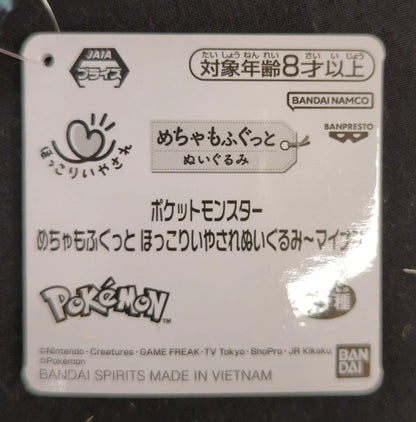 JAIA
プライズ
たいしょうねんれい さい いじょう
対象年齢8才以上
BANDAI NAMCO
BANPRESTO
ほっこりいやされ
めちゃもふぐっと
ぬいぐるみ
ポケットモンスター
めちゃもふぐっと ほっこりいやされぬいぐるみ～マイ
POKéMON
TM
種
©Nintendo・Creatures・GAME FREAK・TV Tokyo・ShoPro・JR Kikaku
©Pokémon
BANDAI SPIRITS MADE IN VIETNAM
BAN
DAI